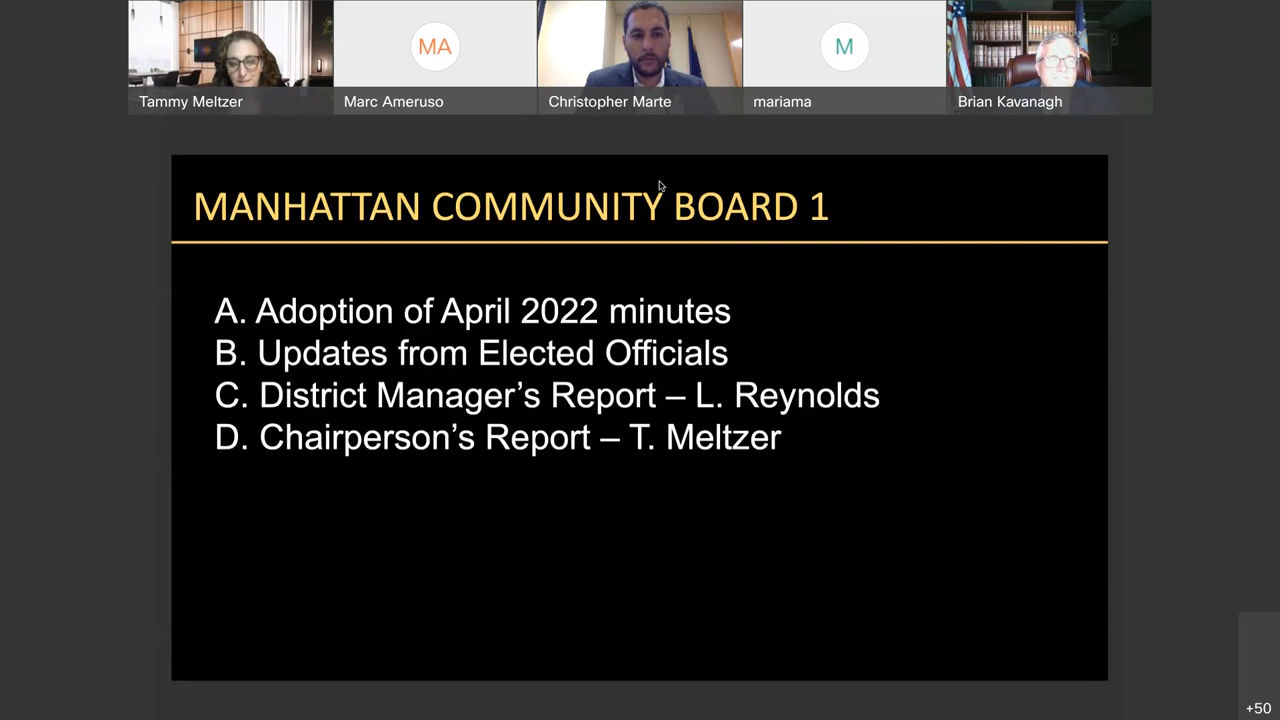 MA
M
Tammy Meltzer
Marc Ameruso
Christopher Marte
mariama
Brian Kavanagh
MANHATTAN COMMUNITY BOARD 1
A. Adoption of April 2022 minutes
B. Updates from Elected Officials
C. District Manager’s Report – L. Reynolds
D. Chairperson’s Report – T. Meltzer
+50